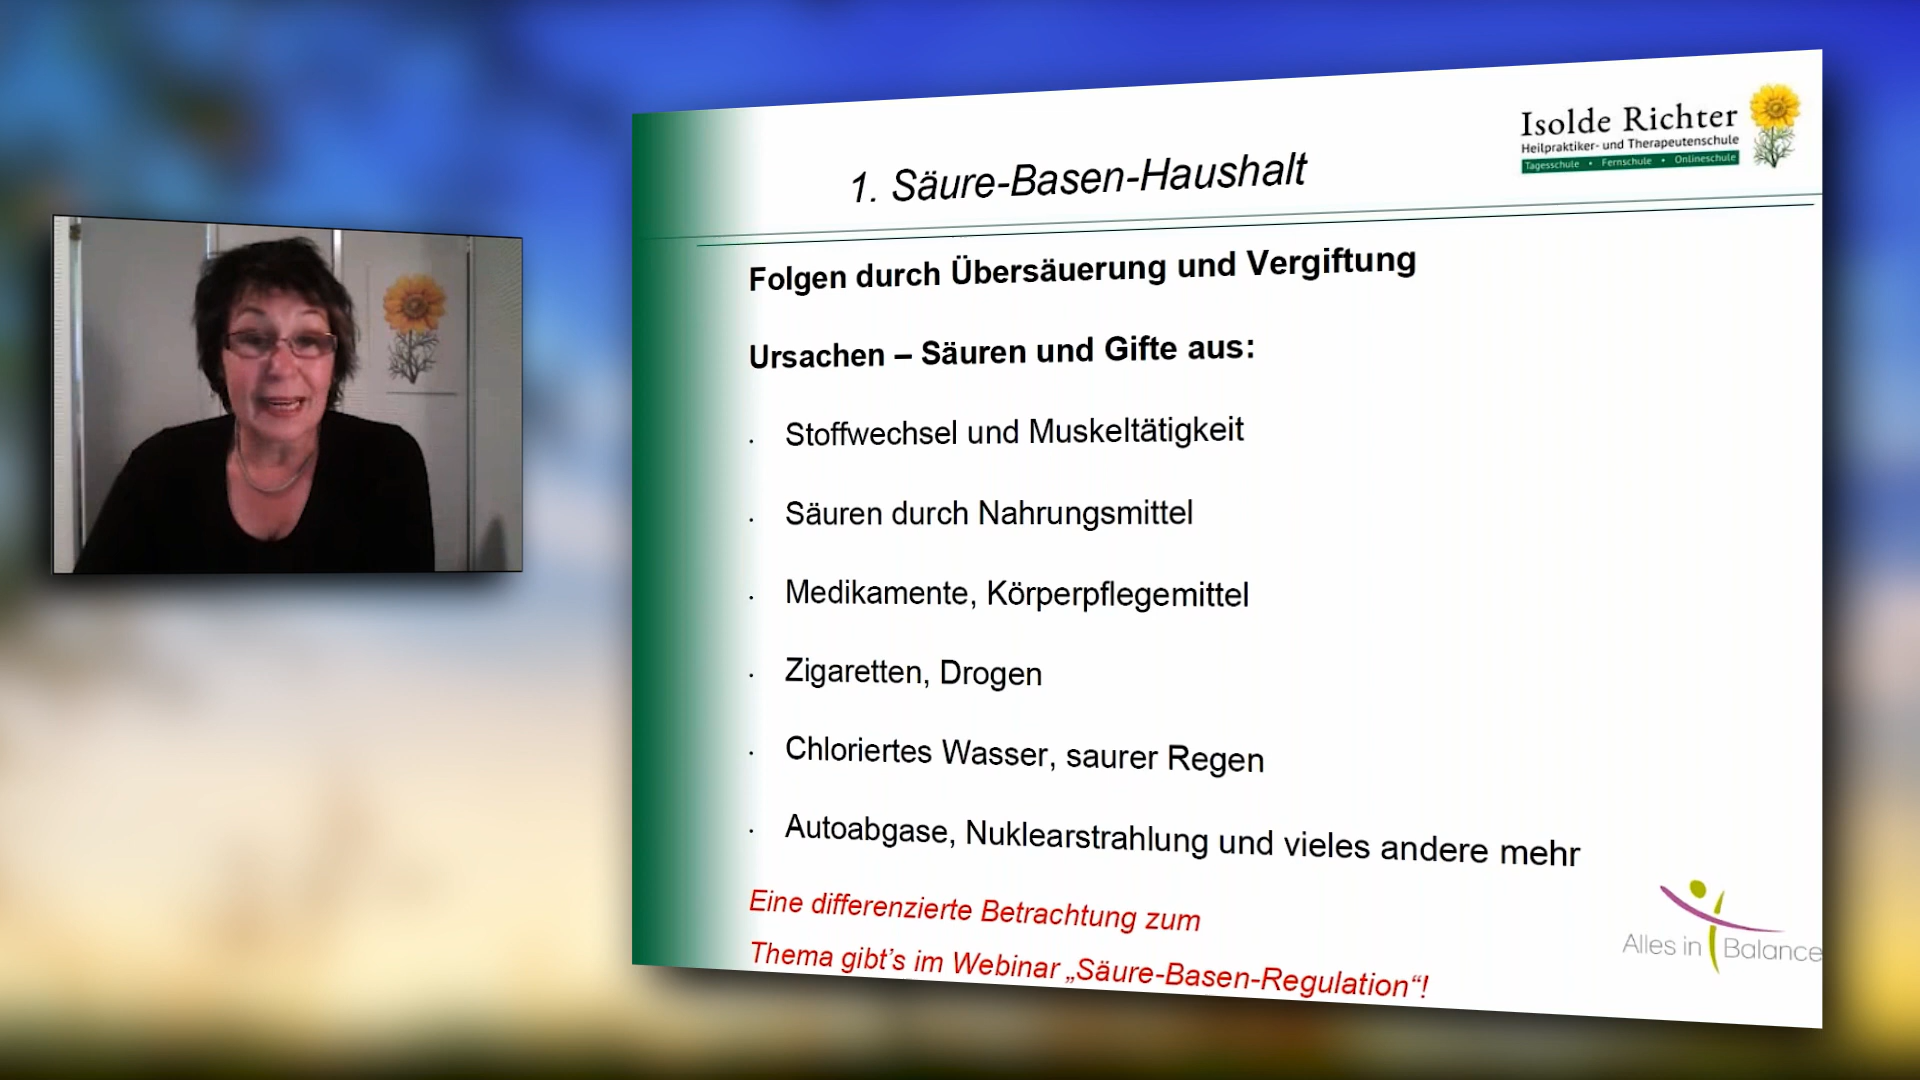 Isolde Richter
Heilpraktiker- und Therapeutenschule
Tagesschule • Fernschule • Onlineschule
1. Säure-Basen-Haushalt
Folgen durch Übersäuerung und Vergiftung
Ursachen – Säuren und Gifte aus:
. Stoffwechsel und Muskeltätigkeit
. Säuren durch Nahrungsmittel
. Medikamente, Körperpflegemittel
. Zigaretten, Drogen
. Chloriertes Wasser, saurer Regen
. Autoabgase, Nuklearstrahlung und vieles andere mehr
Eine differenzierte Betrachtung zum
Thema gibt’s im Webinar „Säure-Basen-Regulation“!
Alles in Balance